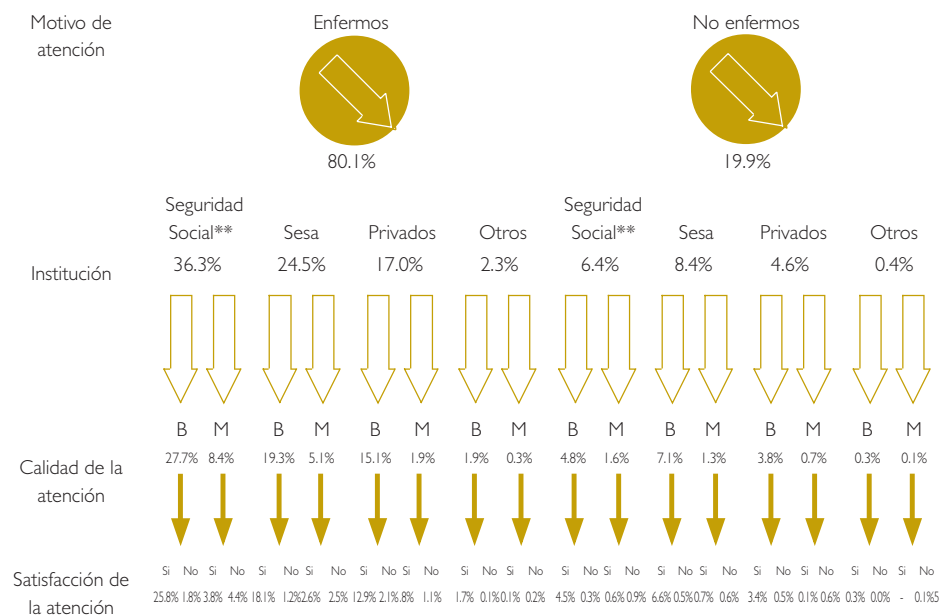 Motivo de
atención
Enfermos
No enfermos
80.1%
19.9%
Institución
Seguridad
Social**
Sesa
Privados
Otros
Seguridad
Social**
Sesa
Privados
Otros
36.3%
24.5%
17.0%
2.3%
6.4%
8.4%
4.6%
0.4%
Calidad de la
atención
B M B M B M B M B M B M B M B M
27.7% 8.4% 19.3% 5.1% 15.1% 1.9% 1.9% 0.3% 4.8% 1.6% 7.1% 1.3% 3.8% 0.7% 0.3% 0.1%
Satisfacción de
la atención
Si No Si No Si No Si No Si No Si No Si No Si No Si No Si No Si No Si No Si No Si No Si No Si No
25.8% 1.8% 3.8% 4.4% 18.1% 1.2% 2.6% 2.5% 12.9% 2.1% .8% 1.1% 1.7% 0.1% 0.1% 0.2% 4.5% 0.3% 0.6% 0.9% 6.6% 0.5% 0.7% 0.6% 3.4% 0.5% 0.1% 0.6% 0.3% 0.0% - 0.1%5